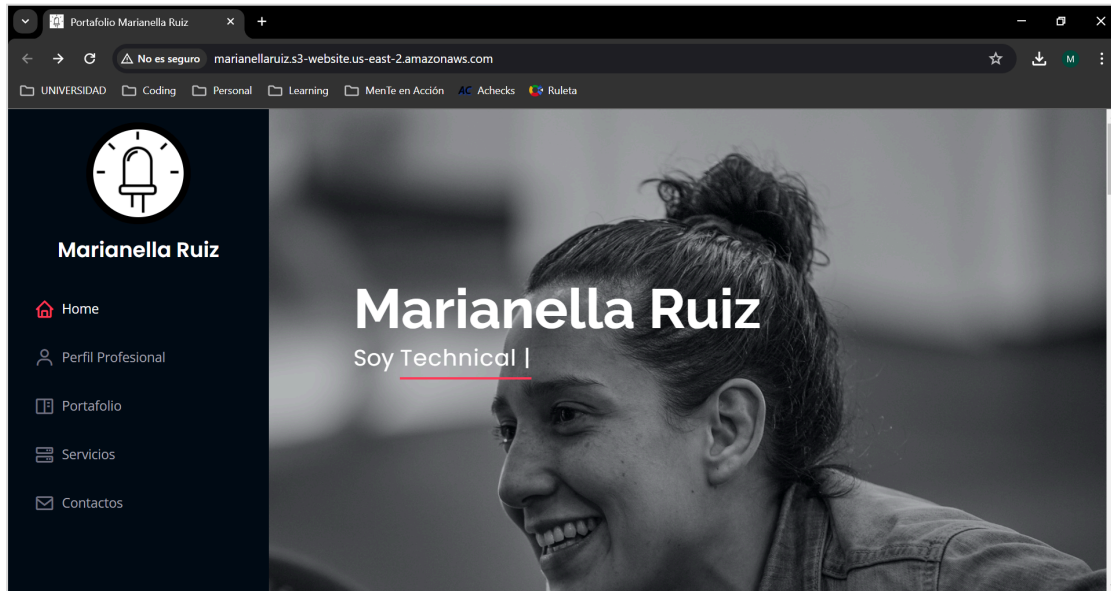 Portafolio Marianella Ruiz
No es seguro marianellaruiz.s3-website.us-east-2.amazonaws.com
M
UNIVERSIDAD Coding Personal Learning MenTe en Acción AC Achecks Ruleta
Marianella Ruiz
Home
Perfil Profesional
Portafolio
Servicios
Contactos
Marianella Ruiz
Soy Technical |